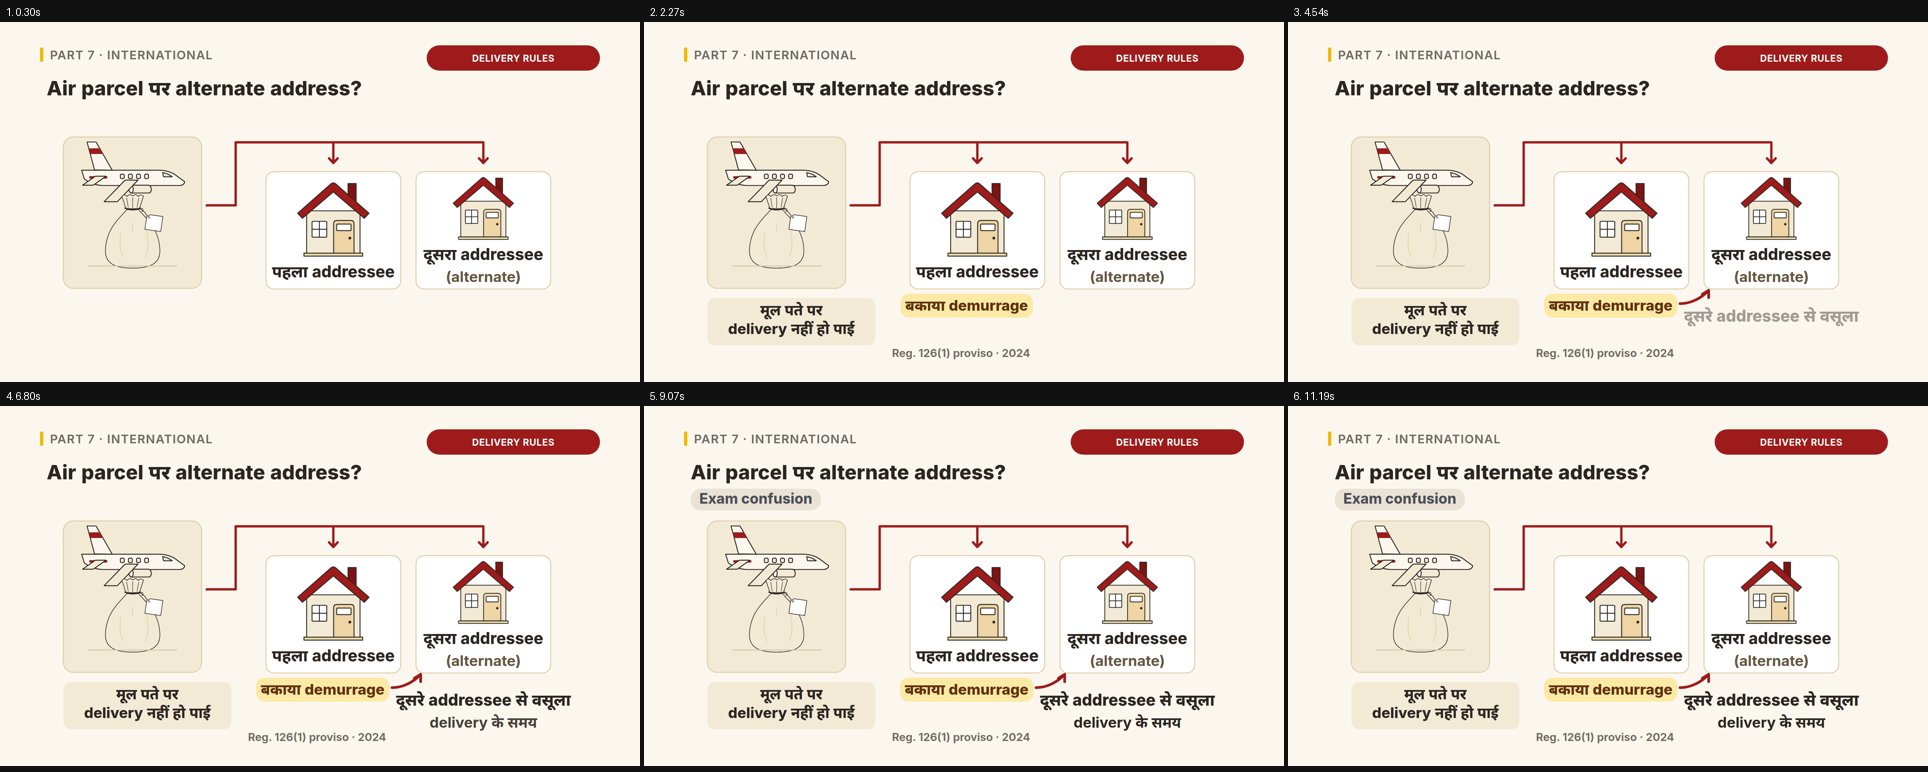 1. 0.30s
PART 7 · INTERNATIONAL
DELIVERY RULES
Air parcel पर alternate address?
पहला addressee
दूसरा addressee
(alternate)
2. 2.27s
PART 7 · INTERNATIONAL
DELIVERY RULES
Air parcel पर alternate address?
पहला addressee
दूसरा addressee
(alternate)
बकाया demurrage
मूल पते पर
delivery नहीं हो पाई
Reg. 126(1) proviso · 2024
3. 4.54s
PART 7 · INTERNATIONAL
DELIVERY RULES
Air parcel पर alternate address?
पहला addressee
दूसरा addressee
(alternate)
बकाया demurrage
दूसरे addressee से वसूला
मूल पते पर
delivery नहीं हो पाई
Reg. 126(1) proviso · 2024
4. 6.80s
PART 7 · INTERNATIONAL
DELIVERY RULES
Air parcel पर alternate address?
पहला addressee
दूसरा addressee
(alternate)
बकाया demurrage
दूसरे addressee से वसूला
delivery के समय
मूल पते पर
delivery नहीं हो पाई
Reg. 126(1) proviso · 2024
5. 9.07s
PART 7 · INTERNATIONAL
DELIVERY RULES
Air parcel पर alternate address?
Exam confusion
पहला addressee
दूसरा addressee
(alternate)
बकाया demurrage
दूसरे addressee से वसूला
delivery के समय
मूल पते पर
delivery नहीं हो पाई
Reg. 126(1) proviso · 2024
6. 11.19s
PART 7 · INTERNATIONAL
DELIVERY RULES
Air parcel पर alternate address?
Exam confusion
पहला addressee
दूसरा addressee
(alternate)
बकाया demurrage
दूसरे addressee से वसूला
delivery के समय
मूल पते पर
delivery नहीं हो पाई
Reg. 126(1) proviso · 2024